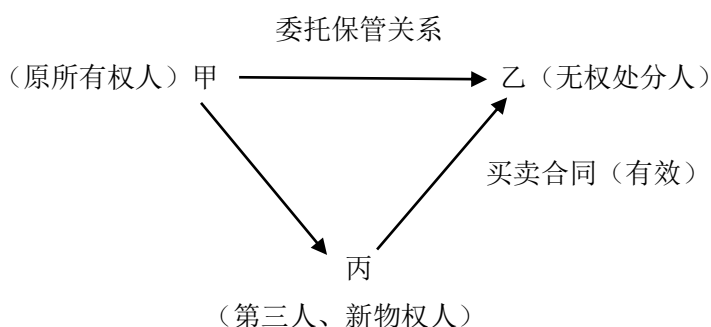 委托保管关系
（原所有权人）甲
乙（无权处分人）
买卖合同（有效）
丙
（第三人、新物权人）